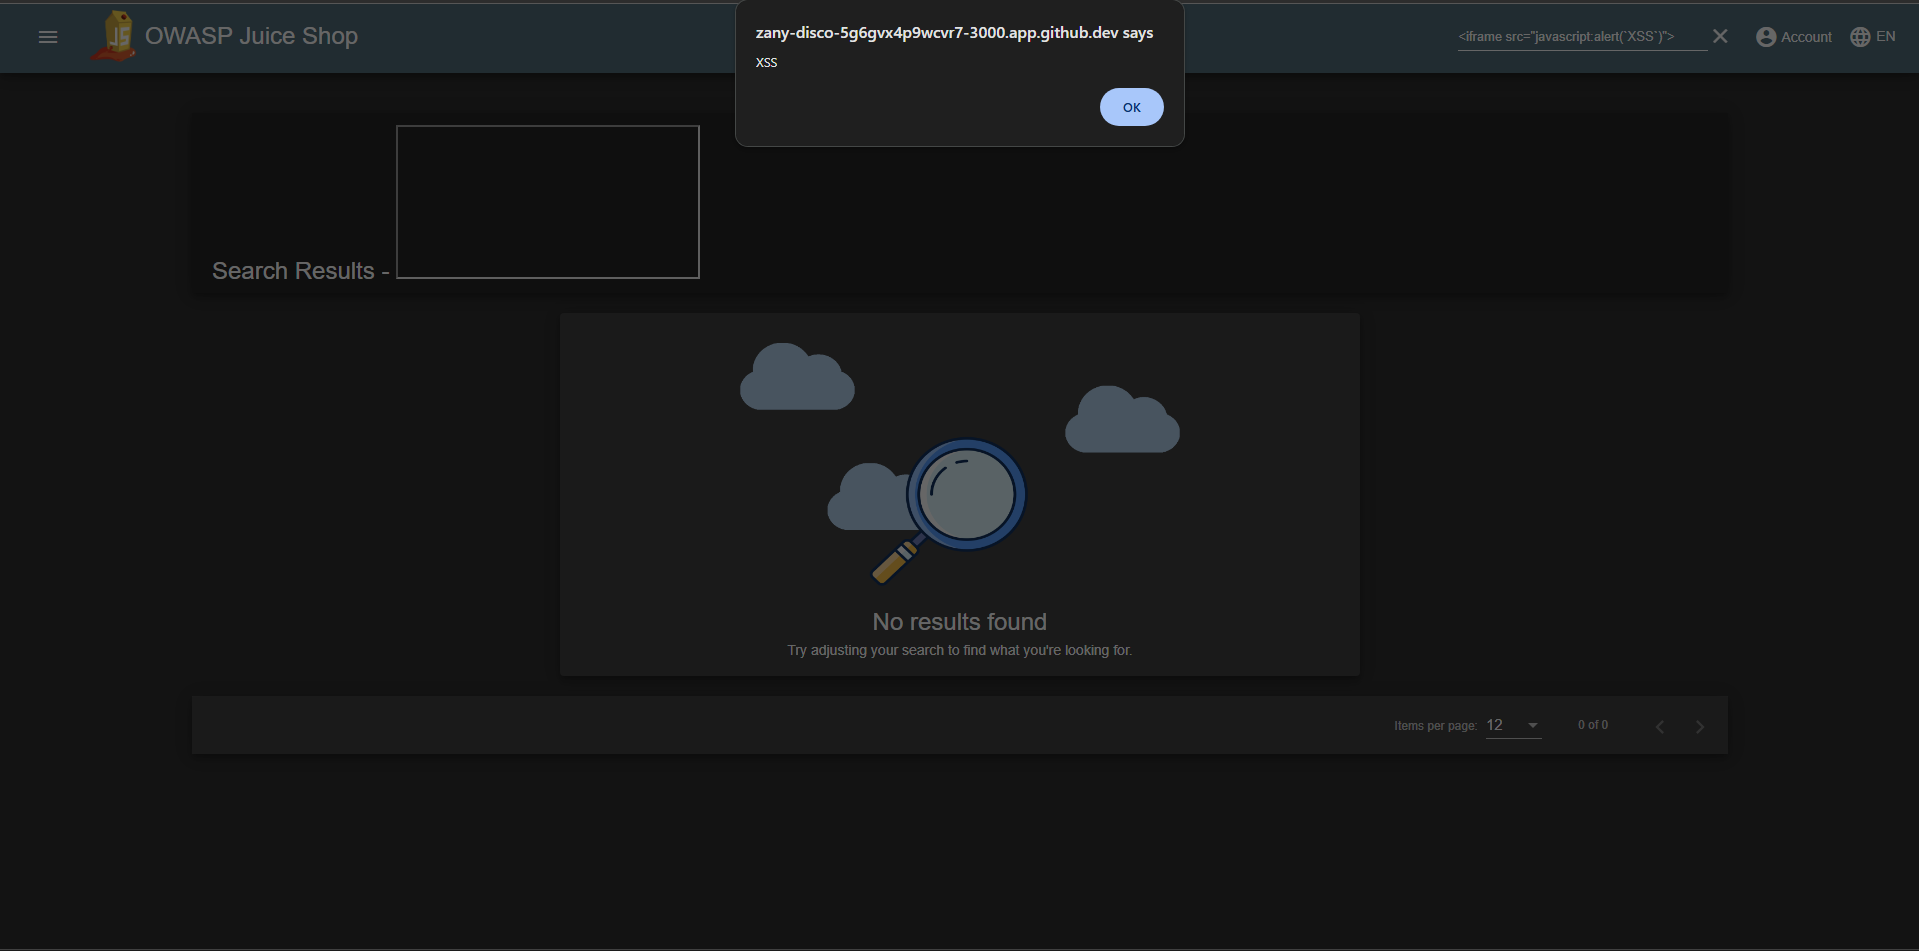 zany-disco-5g6gvx4p9wcvr7-3000.app.github.dev says
XSS
OK
JS
OWASP Juice Shop
<iframe src="javascript:alert(`XSS`)">
Account
EN
Search Results -
No results found
Try adjusting your search to find what you're looking for.
Items per page: 12
0 of 0